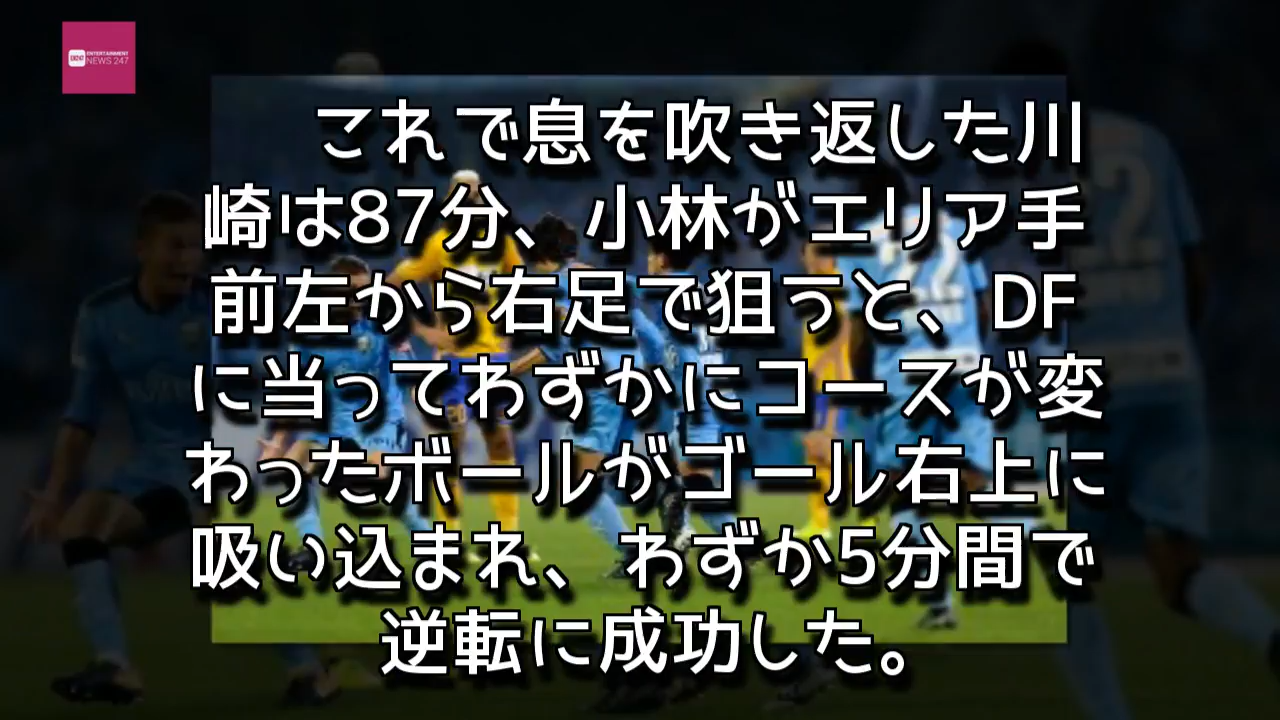 ENTERTAINMENT
NEWS 247
これで息を吹き返した川
崎は87分、小林がエリア手
前左から右足で狙うと、DF
に当ってわずかにコースが変
わったボールがゴール右上に
吸い込まれ、わずか5分間で
逆転に成功した。